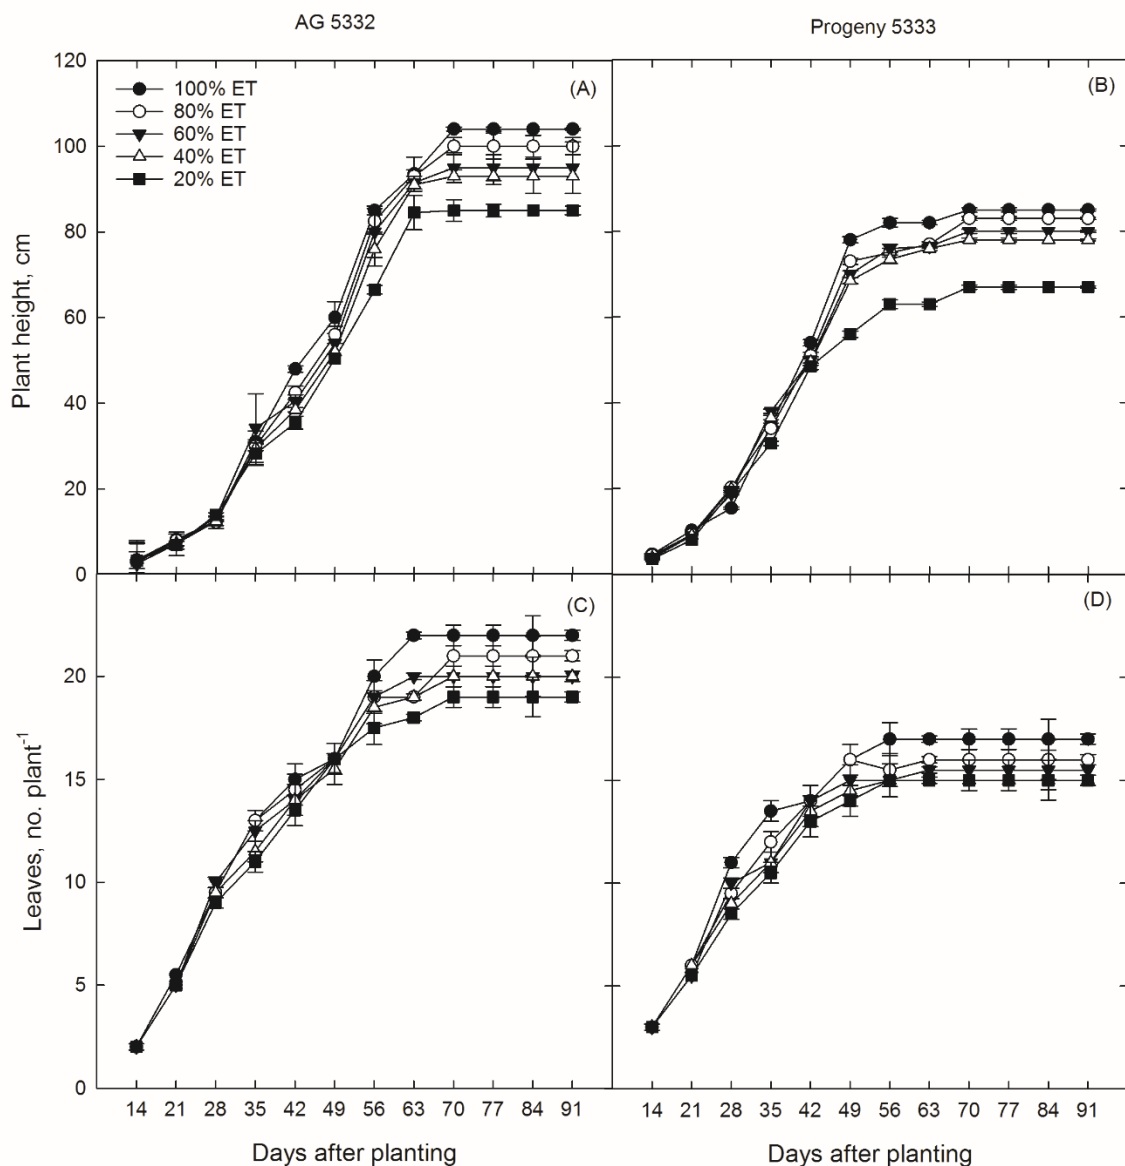 AG 5332
Progeny 5333
120
100
80
60
40
20
0
Plant height, cm
100% ET
80% ET
60% ET
40% ET
20% ET
(A)
(B)
20
15
10
5
0
Leaves, no. plant⁻¹
(C)
(D)
14 21 28 35 42 49 56 63 70 77 84 91
14 21 28 35 42 49 56 63 70 77 84 91
Days after planting
Days after planting